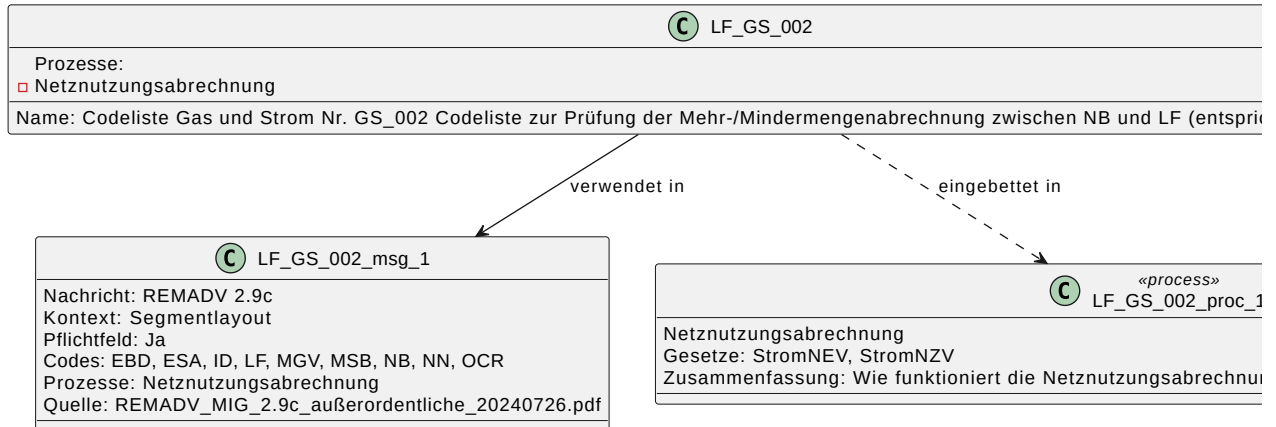 C LF_GS_002
Prozesse:
Netznutzungsabrechnung
Name: Codeliste Gas und Strom Nr. GS_002 Codeliste zur Prüfung der Mehr-/Mindermengenabrechnung zwischen NB und LF (entspric
verwendet in
eingebettet in
C LF_GS_002_msg_1
Nachricht: REMADV 2.9c
Kontext: Segmentlayout
Pflichtfeld: Ja
Codes: EBD, ESA, ID, LF, MGV, MSB, NB, NN, OCR
Prozesse: Netznutzungsabrechnung
Quelle: REMADV_MIG_2.9c_außerordentliche_20240726.pdf
«process»
C LF_GS_002_proc_1
Netznutzungsabrechnung
Gesetze: StromNEV, StromNZV
Zusammenfassung: Wie funktioniert die Netznutzungsabrechnun